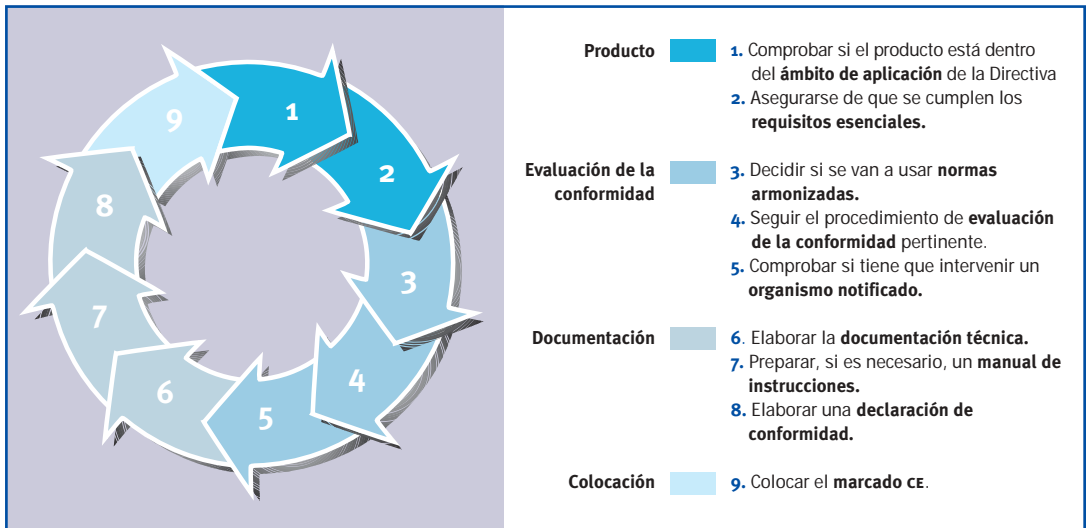 1
2
3
4
5
6
7
8
9
Producto
1. Comprobar si el producto está dentro
del ámbito de aplicación de la Directiva
2. Asegurarse de que se cumplen los
requisitos esenciales.
Evaluación de la
conformidad
3. Decidir si se van a usar normas
armonizadas.
4. Seguir el procedimiento de evaluación
de la conformidad pertinente.
5. Comprobar si tiene que intervenir un
organismo notificado.
Documentación
6. Elaborar la documentación técnica.
7. Preparar, si es necesario, un manual de
instrucciones.
8. Elaborar una declaración de
conformidad.
Colocación
9. Colocar el marcado CE.